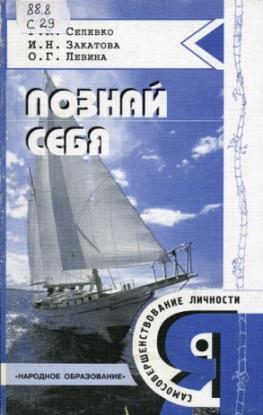 88.8
С 29
Селевко
И.Н. Закатова
О.Г. Левина
ПОЗНАЙ
СЕБЯ
САМОСОВЕРШЕНСТВОВАНИЕ ЛИЧНОСТИ
Я
"НАРОДНОЕ ОБРАЗОВАНИЕ"